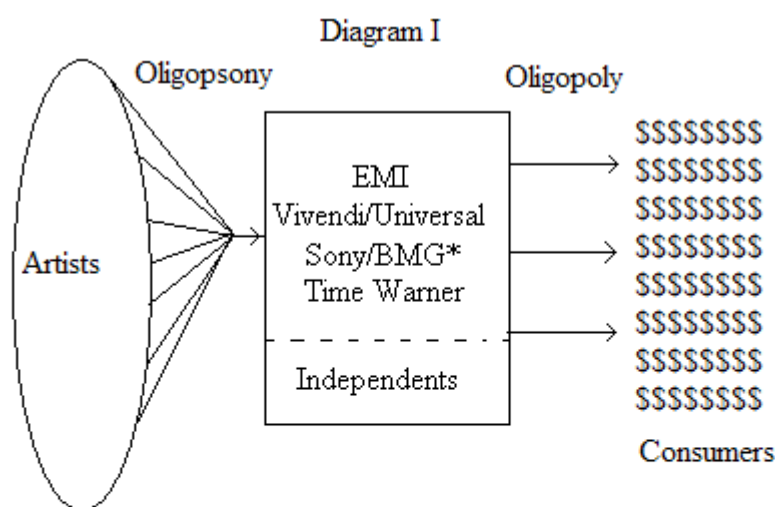 Diagram I
Oligopsony
Oligopoly
Artists
EMI
Vivendi/Universal
Sony/BMG*
Time Warner
Independents
$$$$$$$$
$$$$$$$$
$$$$$$$$
$$$$$$$$
$$$$$$$$
$$$$$$$$
$$$$$$$$
$$$$$$$$
Consumers